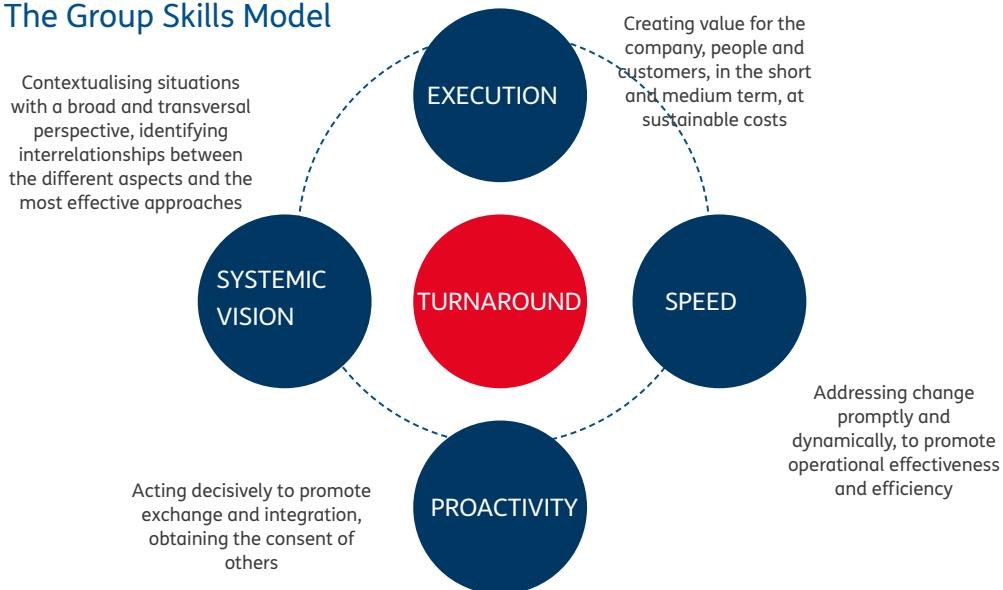 The Group Skills Model
EXECUTION
Creating value for the
company, people and
customers, in the short
and medium term, at
sustainable costs
Contextualising situations
with a broad and transversal
perspective, identifying
interrelationships between
the different aspects and the
most effective approaches
SYSTEMIC
VISION
TURNAROUND
SPEED
Addressing change
promptly and
dynamically, to promote
operational effectiveness
and efficiency
Acting decisively to promote
exchange and integration,
obtaining the consent of
others
PROACTIVITY